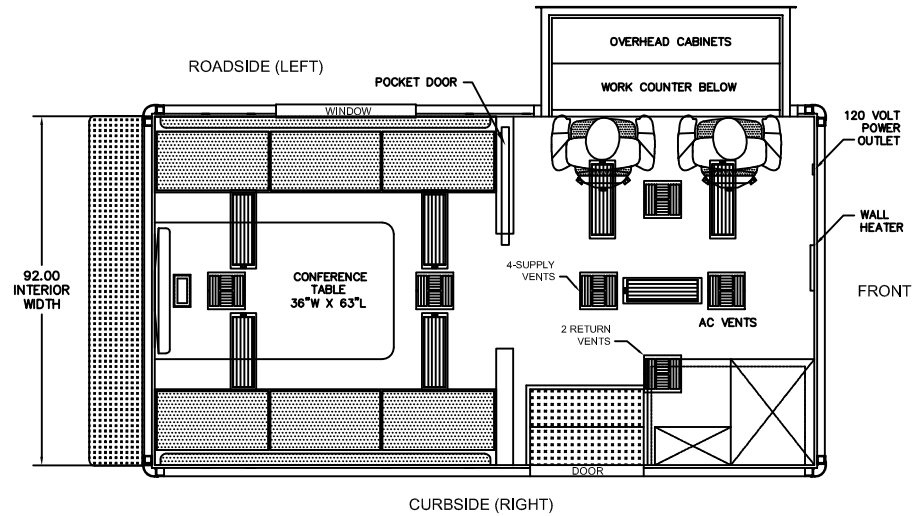 OVERHEAD CABINETS
WORK COUNTER BELOW
ROADSIDE (LEFT)
POCKET DOOR
WINDOW
120 VOLT
POWER
OUTLET
WALL
HEATER
92.00
INTERIOR
WIDTH
CONFERENCE
TABLE
36"W X 63"L
4-SUPPLY
VENTS
FRONT
AC VENTS
2 RETURN
VENTS
DOOR
CURBSIDE (RIGHT)